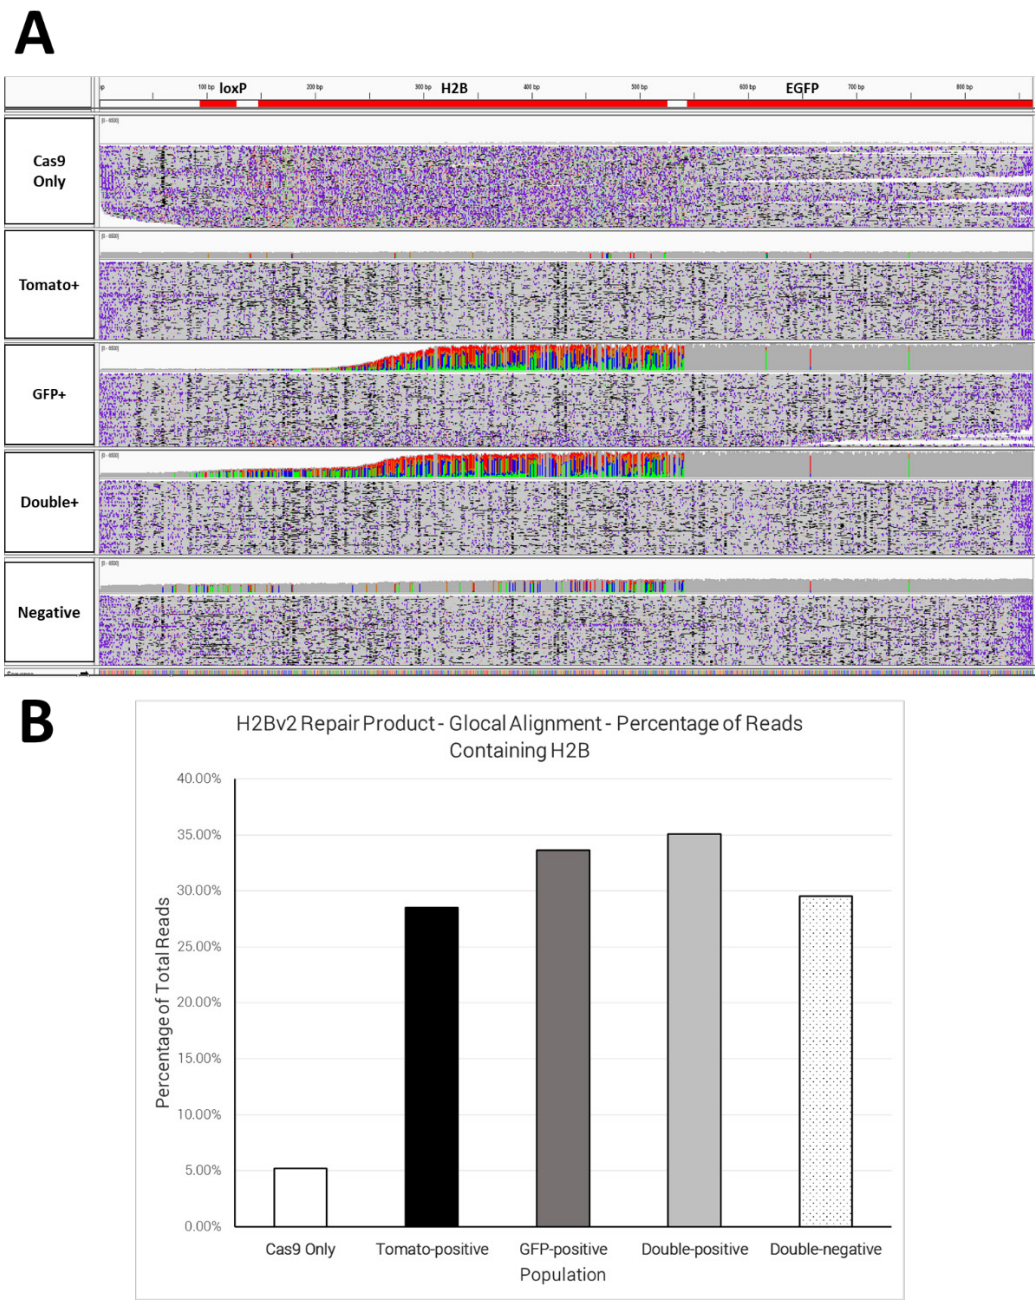 A
100 bp loxP 200 bp 300 bp H2B 400 bp 500 bp 600 bp 700 bp EGFP 800 bp
Cas9
Only
Tomato+
GFP+
Double+
Negative
B
H2Bv2 Repair Product - Glocal Alignment - Percentage of Reads
Containing H2B
40.00%
35.00%
30.00%
25.00%
20.00%
15.00%
10.00%
5.00%
0.00%
Percentage of Total Reads
Cas9 Only Tomato-positive GFP-positive Double-positive Double-negative
Population